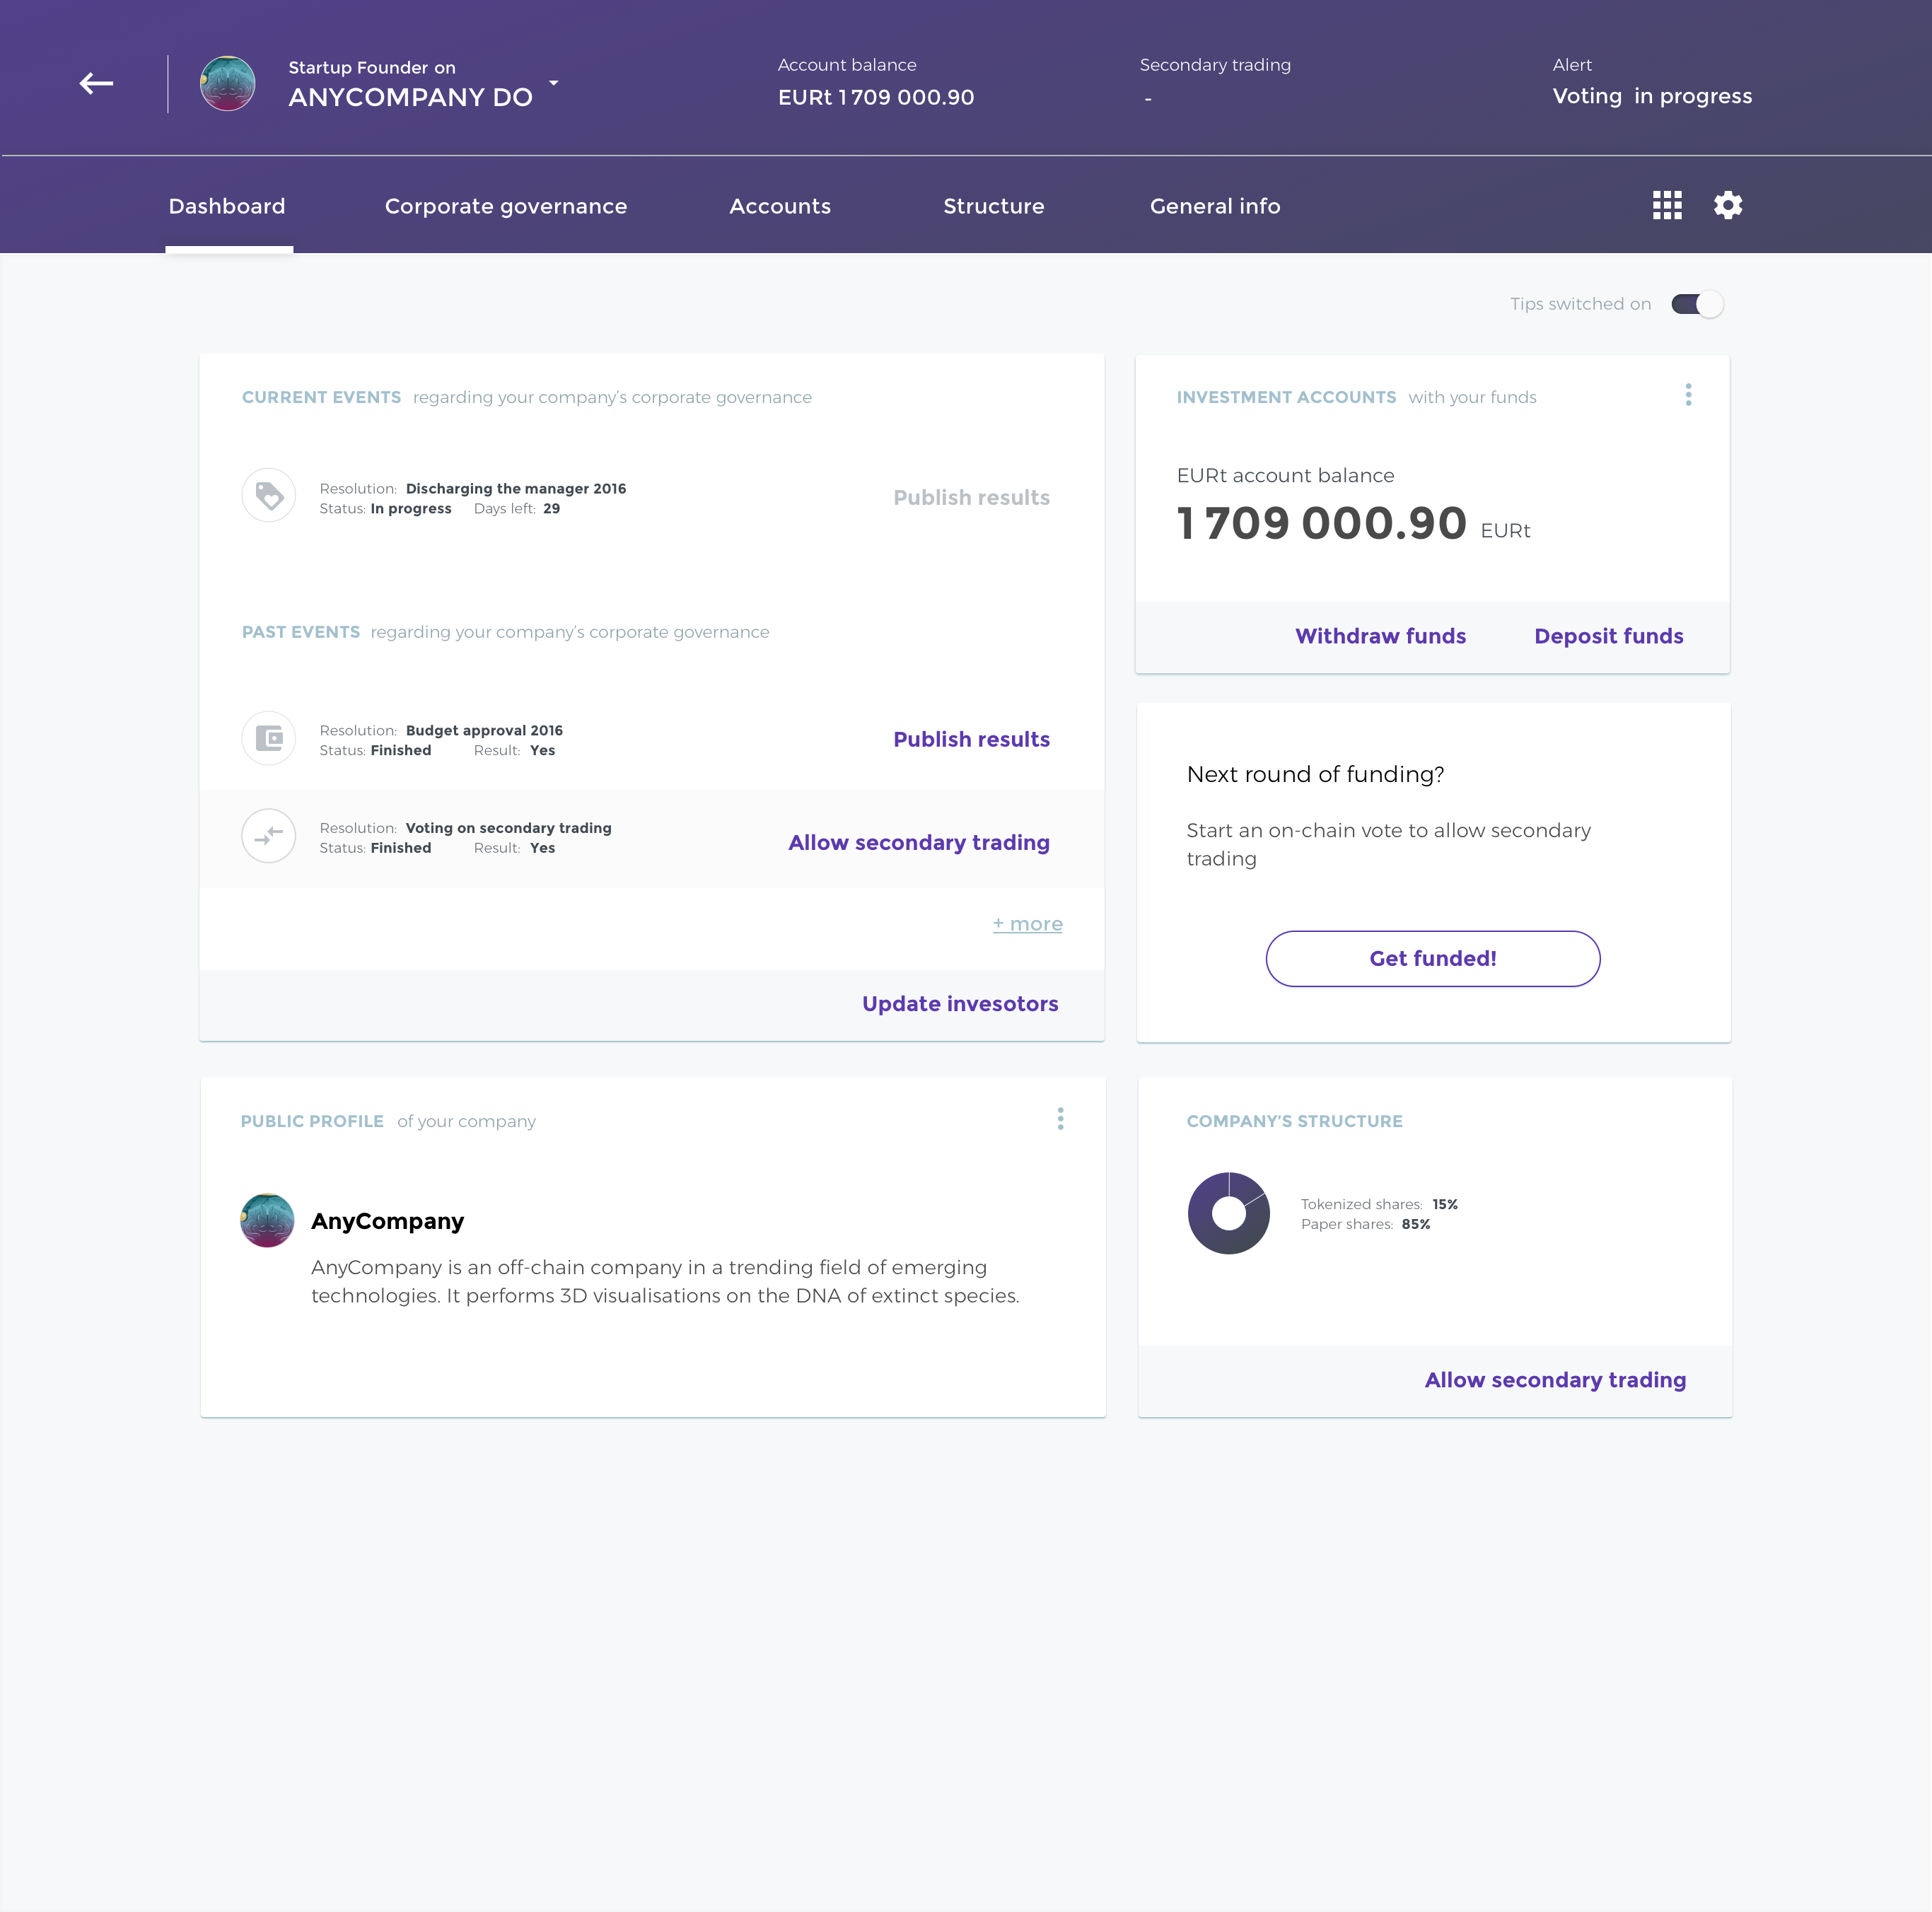 Startup Founder on
ANYCOMPANY DO
Account balance
EURt 1 709 000.90
Secondary trading
-
Alert
Voting in progress
Dashboard
Corporate governance
Accounts
Structure
General info
Tips switched on
CURRENT EVENTS regarding your company's corporate governance
Resolution: Discharging the manager 2016
Status: In progress Days left: 29
Publish results
PAST EVENTS regarding your company's corporate governance
Resolution: Budget approval 2016
Status: Finished Result: Yes
Publish results
Resolution: Voting on secondary trading
Status: Finished Result: Yes
Allow secondary trading
+ more
Update invesotors
INVESTMENT ACCOUNTS with your funds
EURt account balance
1 709 000.90 EURt
Withdraw funds
Deposit funds
Next round of funding?
Start an on-chain vote to allow secondary
trading
Get funded!
PUBLIC PROFILE of your company
AnyCompany
AnyCompany is an off-chain company in a trending field of emerging
technologies. It performs 3D visualisations on the DNA of extinct species.
COMPANY'S STRUCTURE
Tokenized shares: 15%
Paper shares: 85%
Allow secondary trading